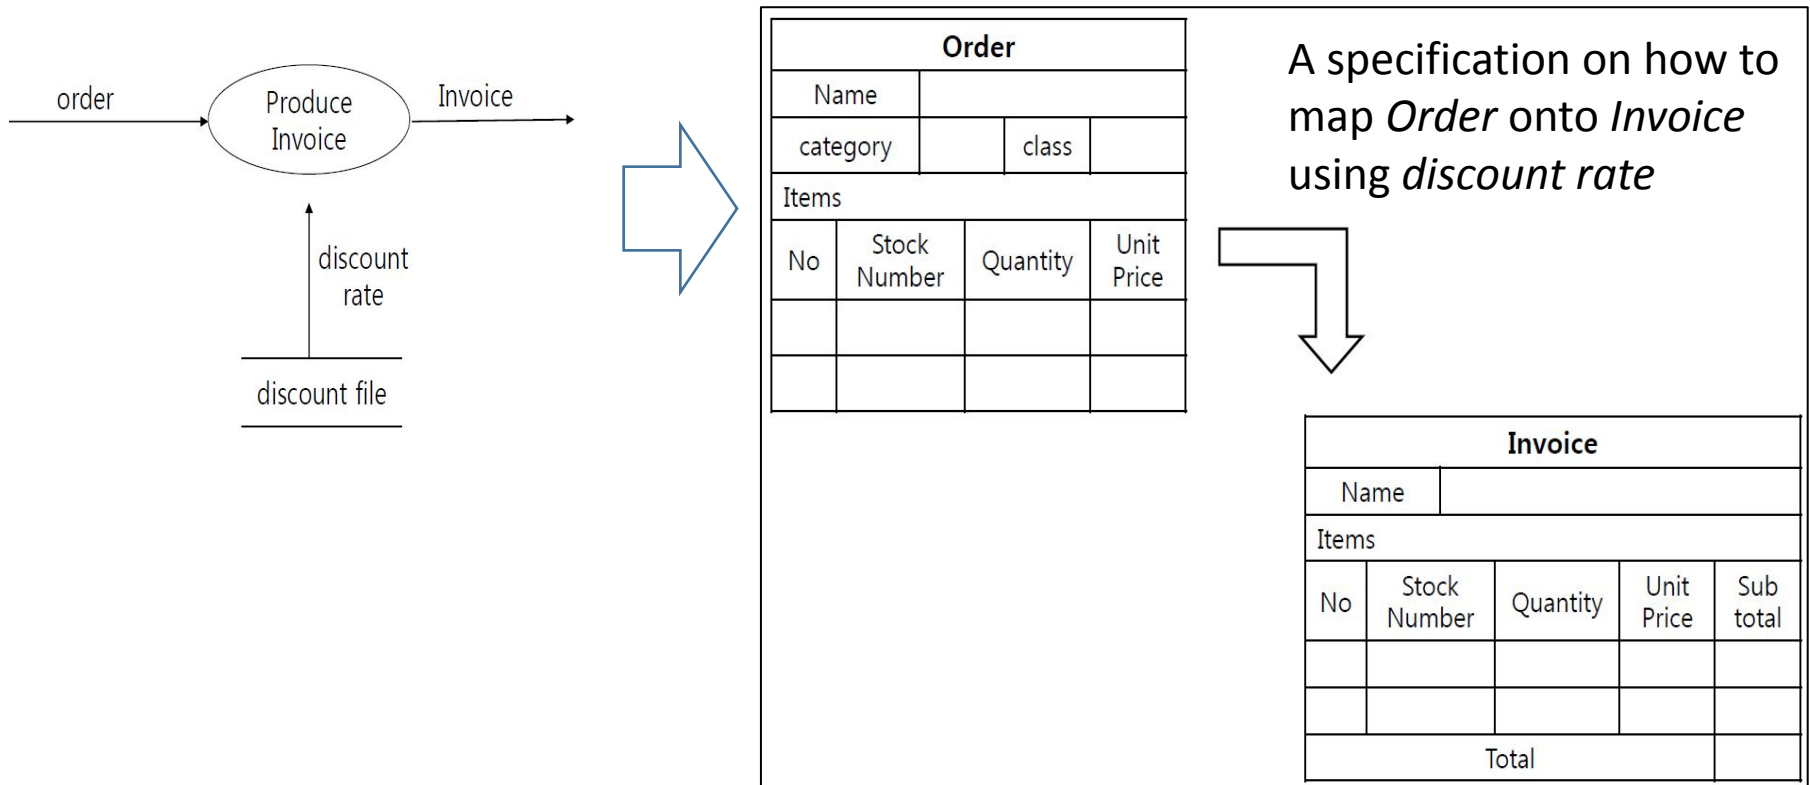 order
Produce
Invoice
Invoice
discount
rate
discount file
Order
Name
category class
Items
No Stock Number Quantity Unit Price
A specification on how to
map Order onto Invoice
using discount rate
Invoice
Name
Items
No Stock Number Quantity Unit Price Sub total
Total